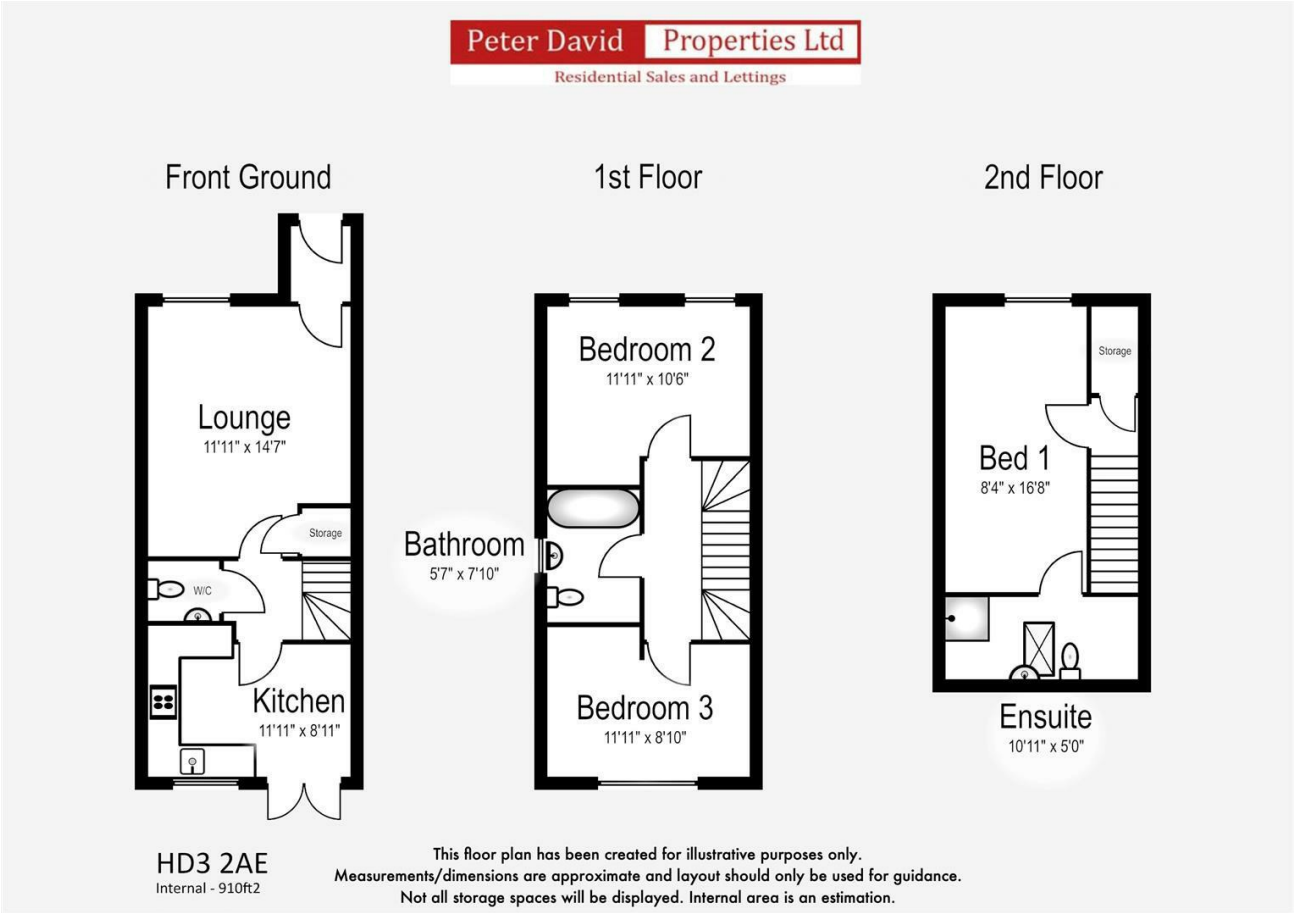 Peter David Properties Ltd
Residential Sales and Lettings
Front Ground
1st Floor
2nd Floor
Lounge
11'11" x 14'7"
Storage
W/C
Kitchen
11'11" x 8'11"
Bedroom 2
11'11" x 10'6"
Bathroom
5'7" x 7'10"
Bedroom 3
11'11" x 8'10"
Storage
Bed 1
8'4" x 16'8"
Ensuite
10'11" x 5'0"
HD3 2AE
Internal - 910ft2
This floor plan has been created for illustrative purposes only.
Measurements/dimensions are approximate and layout should only be used for guidance.
Not all storage spaces will be displayed. Internal area is an estimation.